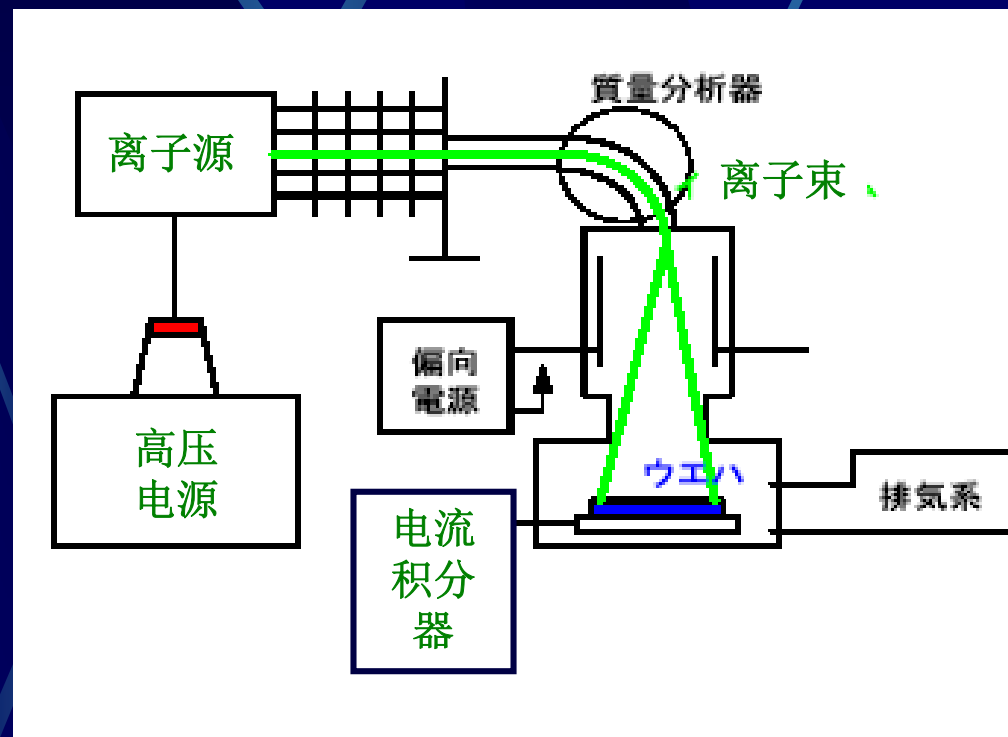 質量分析器
离子源
离子束
偏向
電源
高压
电源
ウエハ
排気系
电流
积分
器